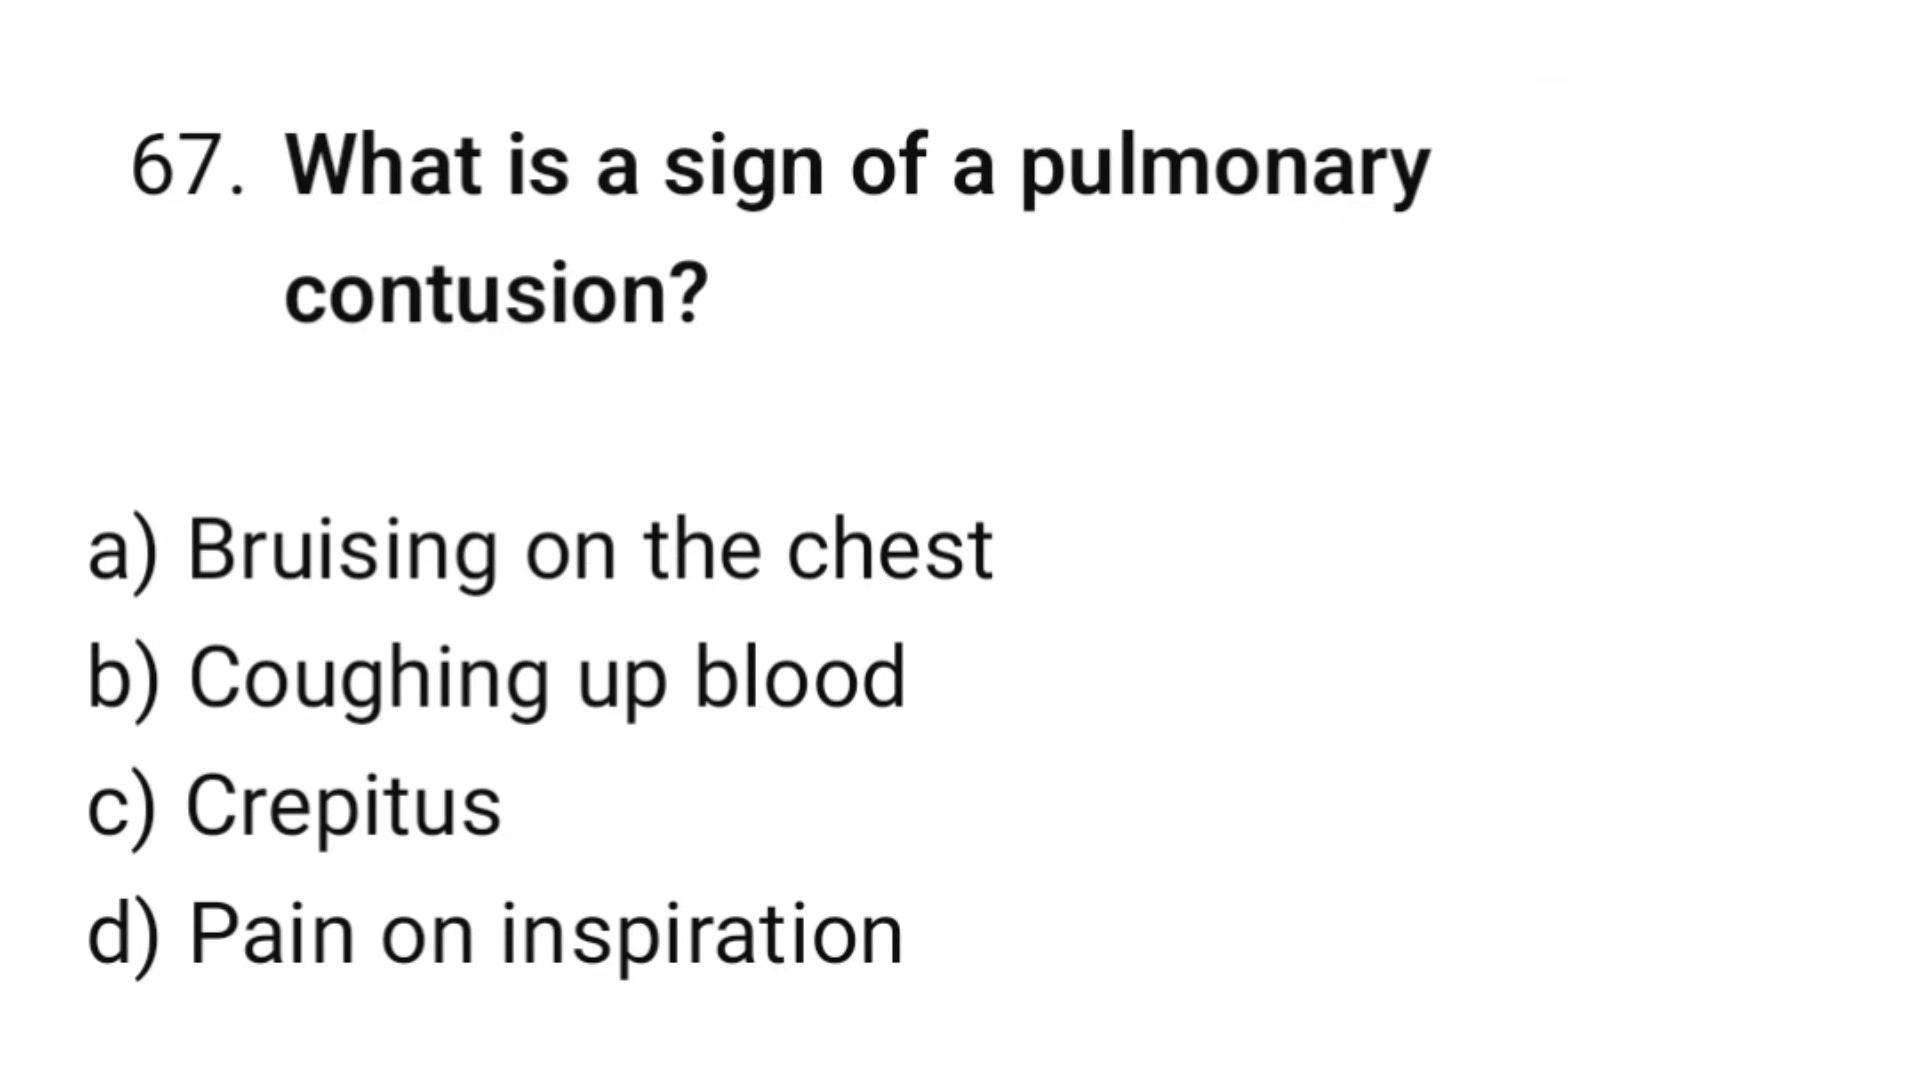 67. What is a sign of a pulmonary
contusion?
a) Bruising on the chest
b) Coughing up blood
c) Crepitus
d) Pain on inspiration